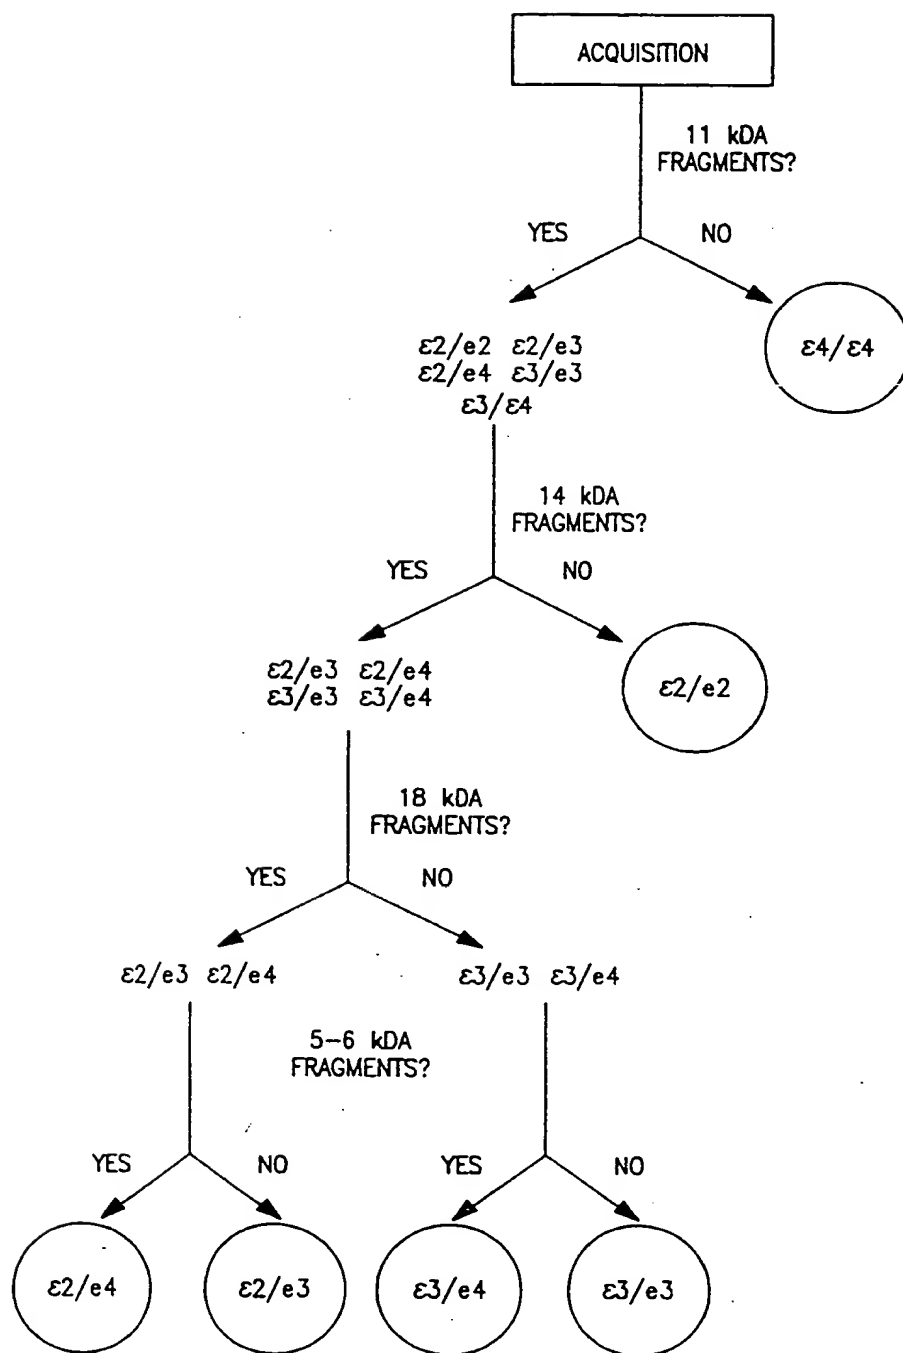 ACQUISITION
11 kDA
FRAGMENTS?
YES NO
ε4/ε4
ε2/e2 ε2/e3
ε2/e4 ε3/e3
ε3/ε4
14 kDA
FRAGMENTS?
YES NO
ε2/e3 ε2/e4
ε3/e3 ε3/e4
ε2/e2
18 kDA
FRAGMENTS?
YES NO
ε2/e3 ε2/e4 ε3/e3 ε3/e4
5-6 kDA
FRAGMENTS?
YES NO YES NO
ε2/e4 ε2/e3 ε3/e4 ε3/e3